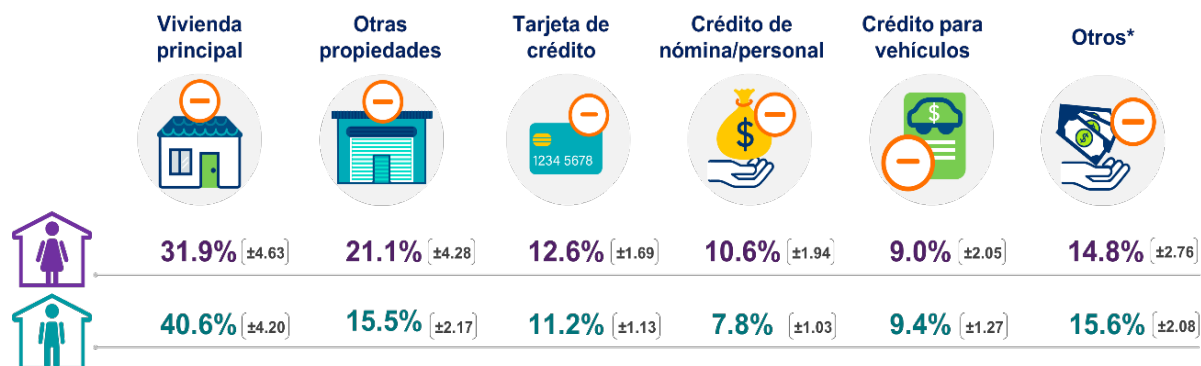 Vivienda
principal
Otras
propiedades
Tarjeta de
crédito
Crédito de
nómina/personal
Crédito para
vehículos
Otros*
1234 5678
$
$
$
31.9% [±4.63] 21.1% [±4.28] 12.6% [±1.69] 10.6% [±1.94] 9.0% [±2.05] 14.8% [±2.76]
40.6% [±4.20] 15.5% [±2.17] 11.2% [±1.13] 7.8% [±1.03] 9.4% [±1.27] 15.6% [±2.08]